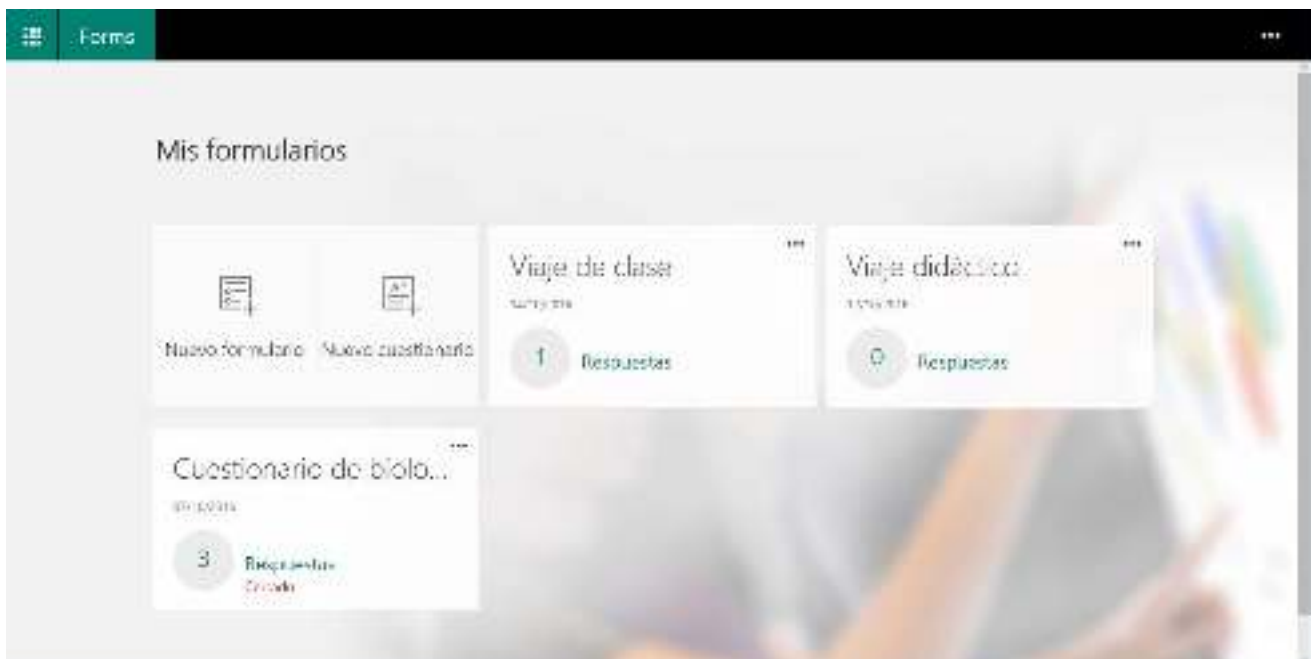 Forms
Mis formularios
Nuevo formulario
Nuevo cuestionario
Viaje de clase
1 Respuestas
Viaje didáctico
0 Respuestas
Cuestionario de biolo...
3 Respuestas
Cerrado